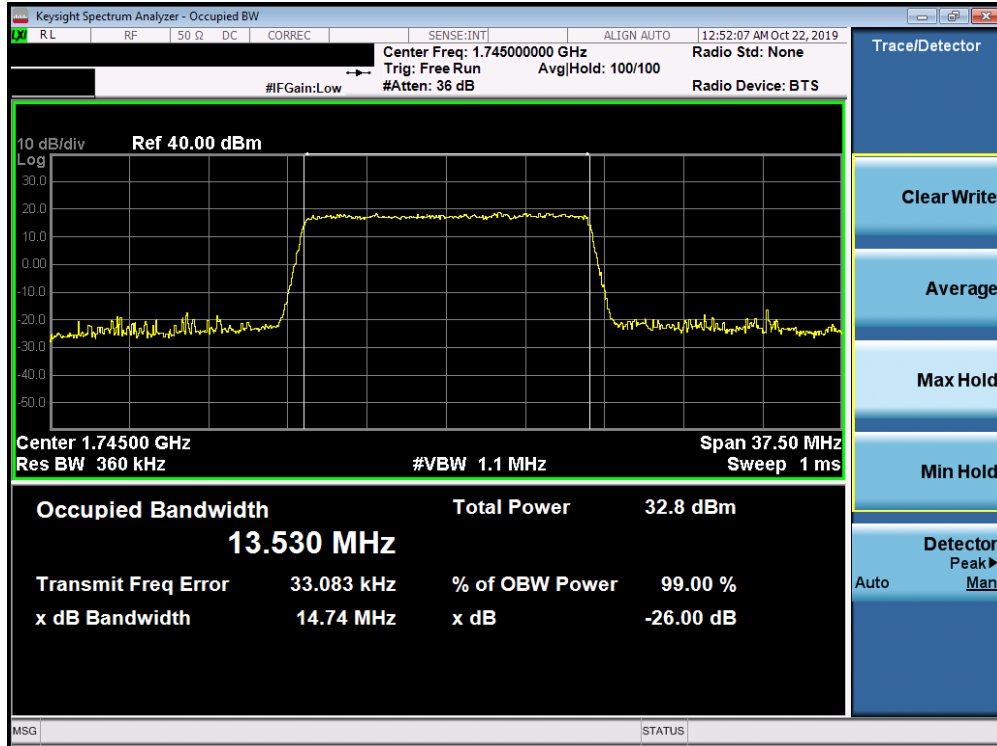 Keysight Spectrum Analyzer - Occupied BW
LXI RL RF 50 Ω DC CORREC SENSE:INT ALIGN AUTO 12:52:07 AM Oct 22, 2019
Center Freq: 1.745000000 GHz Radio Std: None
Trig: Free Run Avg|Hold: 100/100
#IFGain:Low #Atten: 36 dB Radio Device: BTS
Trace/Detector
10 dB/div Ref 40.00 dBm
Log
30.0
20.0
10.0
0.00
-10.0
-20.0
-30.0
-40.0
-50.0
Center 1.74500 GHz Span 37.50 MHz
Res BW 360 kHz #VBW 1.1 MHz Sweep 1 ms
Occupied Bandwidth Total Power 32.8 dBm
13.530 MHz
Transmit Freq Error 33.083 kHz % of OBW Power 99.00 %
x dB Bandwidth 14.74 MHz x dB -26.00 dB
Clear Write
Average
Max Hold
Min Hold
Detector
Peak▶
Auto Man
MSG STATUS